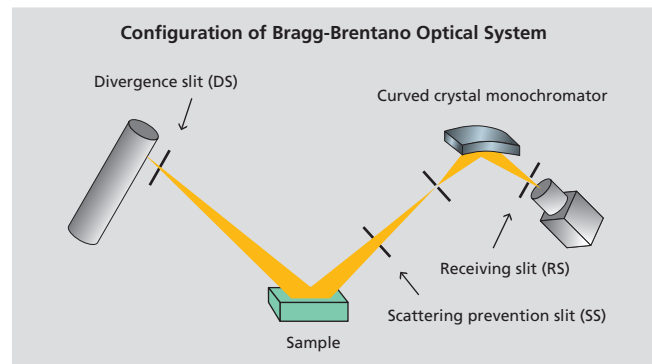 Configuration of Bragg-Brentano Optical System
Divergence slit (DS)
Curved crystal monochromator
Receiving slit (RS)
Scattering prevention slit (SS)
Sample